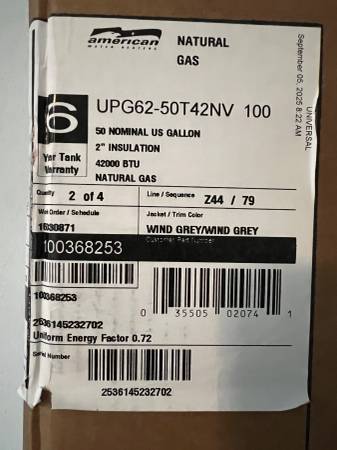 american
WATER HEATERS
NATURAL
GAS
September 05, 2025 8:22 AM
UNIVERSAL
6
Year Tank
Warranty
UPG62-50T42NV 100
50 NOMINAL US GALLON
2" INSULATION
42000 BTU
NATURAL GAS
Quantity
2 of 4
Line / Sequence
Z44 / 79
Work Order / Schedule
1630871
Jacket / Trim Color
WIND GREY/WIND GREY
100368253
Customer Part Number
100368253
0 35505 02074 1
2536145232702
Uniform Energy Factor 0.72
Serial Number
2536145232702